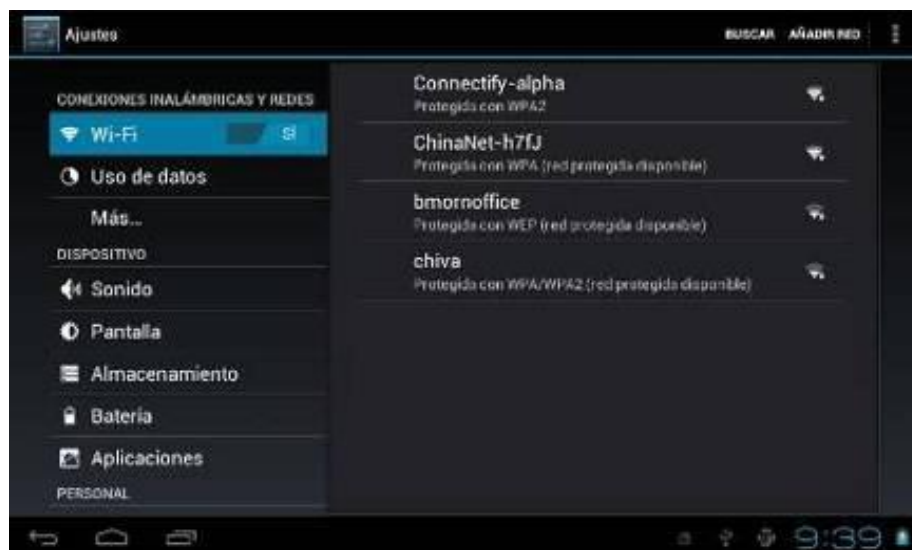 Ajustes
BUSCAR AÑADIR RED
CONEXIONES INALÁMBRICAS Y REDES
Wi-Fi
SÍ
Uso de datos
Más...
DISPOSITIVO
Sonido
Pantalla
Almacenamiento
Batería
Aplicaciones
PERSONAL
Connectify-alpha
Protegida con WPA2
ChinaNet-h7fJ
Protegida con WPA (red protegida disponible)
bmornoffice
Protegida con WEP (red protegida disponible)
chiva
Protegida con WPA/WPA2 (red protegida disponible)
9:39